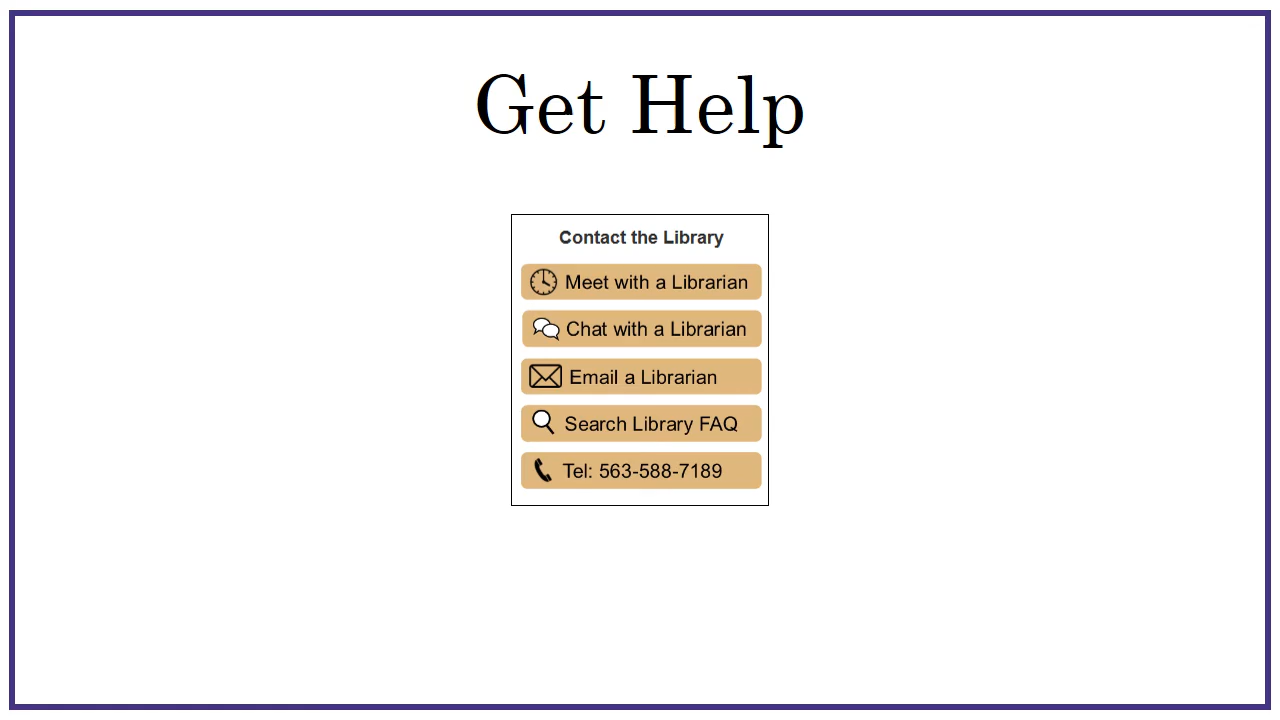 Get Help
Contact the Library
Meet with a Librarian
Chat with a Librarian
Email a Librarian
Search Library FAQ
Tel: 563-588-7189